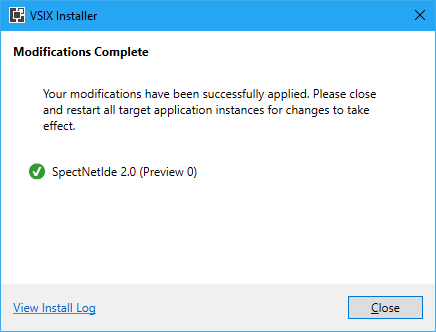 VSIX Installer
Modifications Complete
Your modifications have been successfully applied. Please close
and restart all target application instances for changes to take
effect.
SpectNetIde 2.0 (Preview 0)
View Install Log
Close